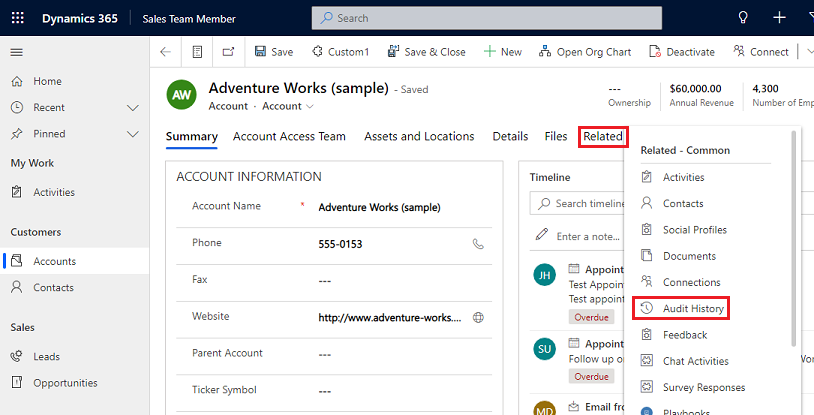 Dynamics 365 Sales Team Member Search
Save Custom1 Save & Close New Open Org Chart Deactivate Connect
Home
Recent
Pinned
My Work
Activities
Customers
Accounts
Contacts
Sales
Leads
Opportunities
AW
Adventure Works (sample) - Saved
Account · Account
--- $60,000.00 4,300
Ownership Annual Revenue Number of Emp
Summary Account Access Team Assets and Locations Details Files Related
ACCOUNT INFORMATION
Account Name * Adventure Works (sample)
Phone 555-0153
Fax ---
Website http://www.adventure-works....
Parent Account ---
Ticker Symbol ---
Timeline
Search timeline
Enter a note...
JH
Appoint
Test Appoint
Test appoint
Overdue
SU
Appoint
Follow up o
Wor
Overdue
MD
Email fro
Related - Common
Activities
Contacts
Social Profiles
Documents
Connections
Audit History
Feedback
Chat Activities
Survey Responses
Playbooks